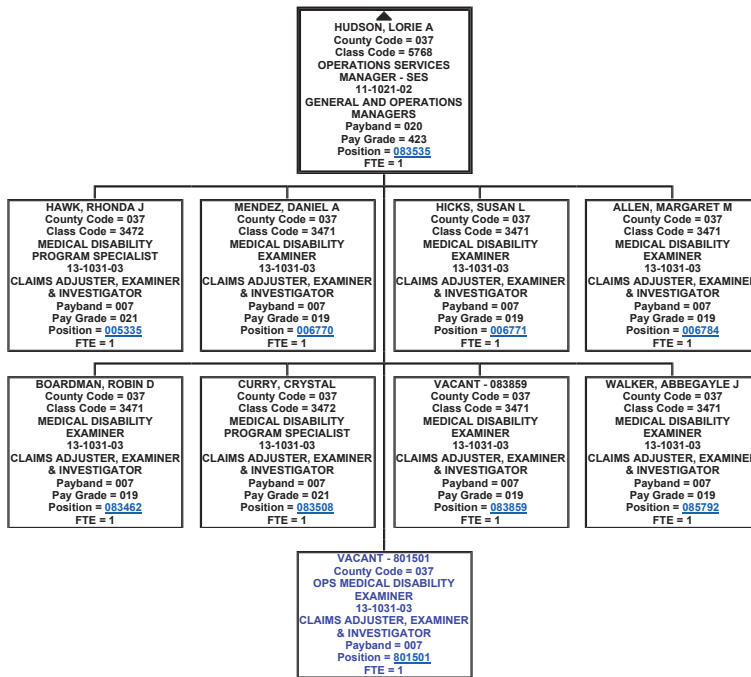 HUDSON, LORIE A
County Code = 037
Class Code = 5768
OPERATIONS SERVICES
MANAGER - SES
11-1021-02
GENERAL AND OPERATIONS
MANAGERS
Payband = 020
Pay Grade = 423
Position = 083535
FTE = 1
HAWK, RHONDA J
County Code = 037
Class Code = 3472
MEDICAL DISABILITY
PROGRAM SPECIALIST
13-1031-03
CLAIMS ADJUSTER, EXAMINER
& INVESTIGATOR
Payband = 007
Pay Grade = 021
Position = 005335
FTE = 1
MENDEZ, DANIEL A
County Code = 037
Class Code = 3471
MEDICAL DISABILITY
EXAMINER
13-1031-03
CLAIMS ADJUSTER, EXAMINER
& INVESTIGATOR
Payband = 007
Pay Grade = 019
Position = 006770
FTE = 1
HICKS, SUSAN L
County Code = 037
Class Code = 3471
MEDICAL DISABILITY
EXAMINER
13-1031-03
CLAIMS ADJUSTER, EXAMINER
& INVESTIGATOR
Payband = 007
Pay Grade = 019
Position = 006771
FTE = 1
ALLEN, MARGARET M
County Code = 037
Class Code = 3471
MEDICAL DISABILITY
EXAMINER
13-1031-03
CLAIMS ADJUSTER, EXAMINER
& INVESTIGATOR
Payband = 007
Pay Grade = 019
Position = 006784
FTE = 1
BOARDMAN, ROBIN D
County Code = 037
Class Code = 3471
MEDICAL DISABILITY
EXAMINER
13-1031-03
CLAIMS ADJUSTER, EXAMINER
& INVESTIGATOR
Payband = 007
Pay Grade = 019
Position = 083462
FTE = 1
CURRY, CRYSTAL
County Code = 037
Class Code = 3472
MEDICAL DISABILITY
PROGRAM SPECIALIST
13-1031-03
CLAIMS ADJUSTER, EXAMINER
& INVESTIGATOR
Payband = 007
Pay Grade = 021
Position = 083508
FTE = 1
VACANT - 083859
County Code = 037
Class Code = 3471
MEDICAL DISABILITY
EXAMINER
13-1031-03
CLAIMS ADJUSTER, EXAMINER
& INVESTIGATOR
Payband = 007
Pay Grade = 019
Position = 083859
FTE = 1
WALKER, ABBEGAYLE J
County Code = 037
Class Code = 3471
MEDICAL DISABILITY
EXAMINER
13-1031-03
CLAIMS ADJUSTER, EXAMINER
& INVESTIGATOR
Payband = 007
Pay Grade = 019
Position = 085792
FTE = 1
VACANT - 801501
County Code = 037
OPS MEDICAL DISABILITY
EXAMINER
13-1031-03
CLAIMS ADJUSTER, EXAMINER
& INVESTIGATOR
Payband = 007
Position = 801501
FTE = 1